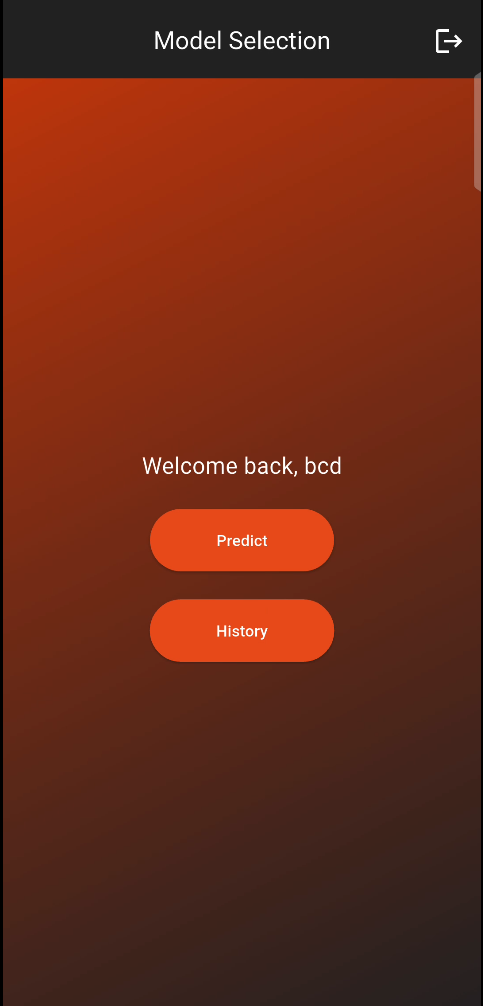 Model Selection
Welcome back, bcd
Predict
History